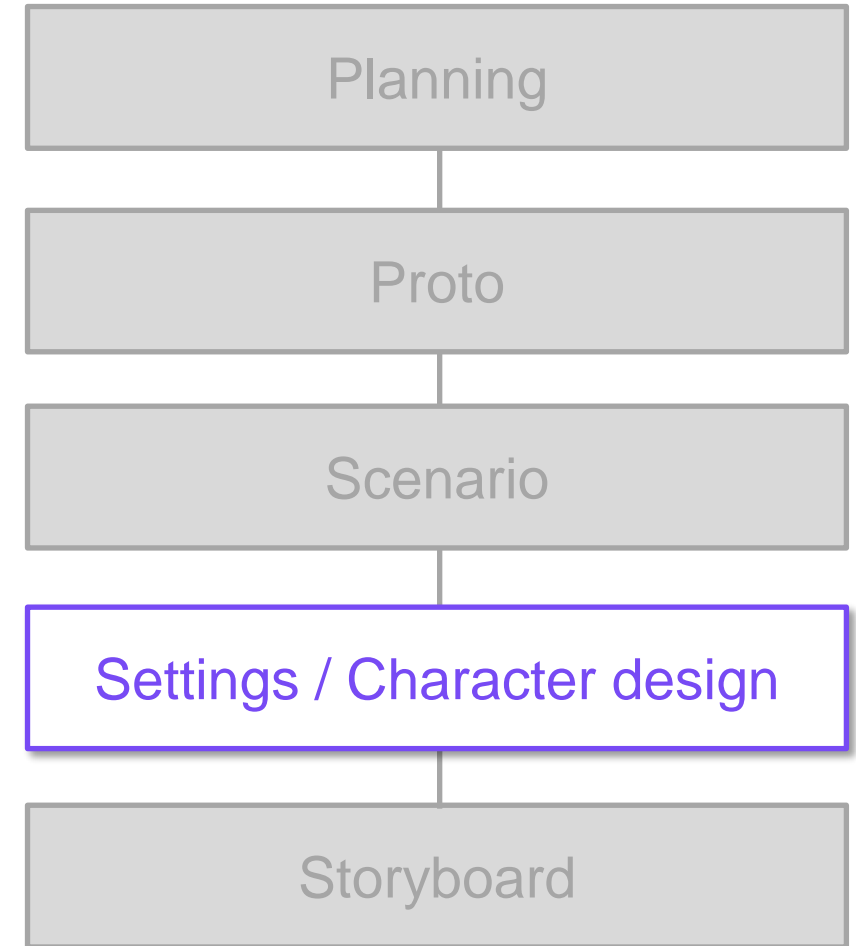 Planning
Proto
Scenario
Settings / Character design
Storyboard